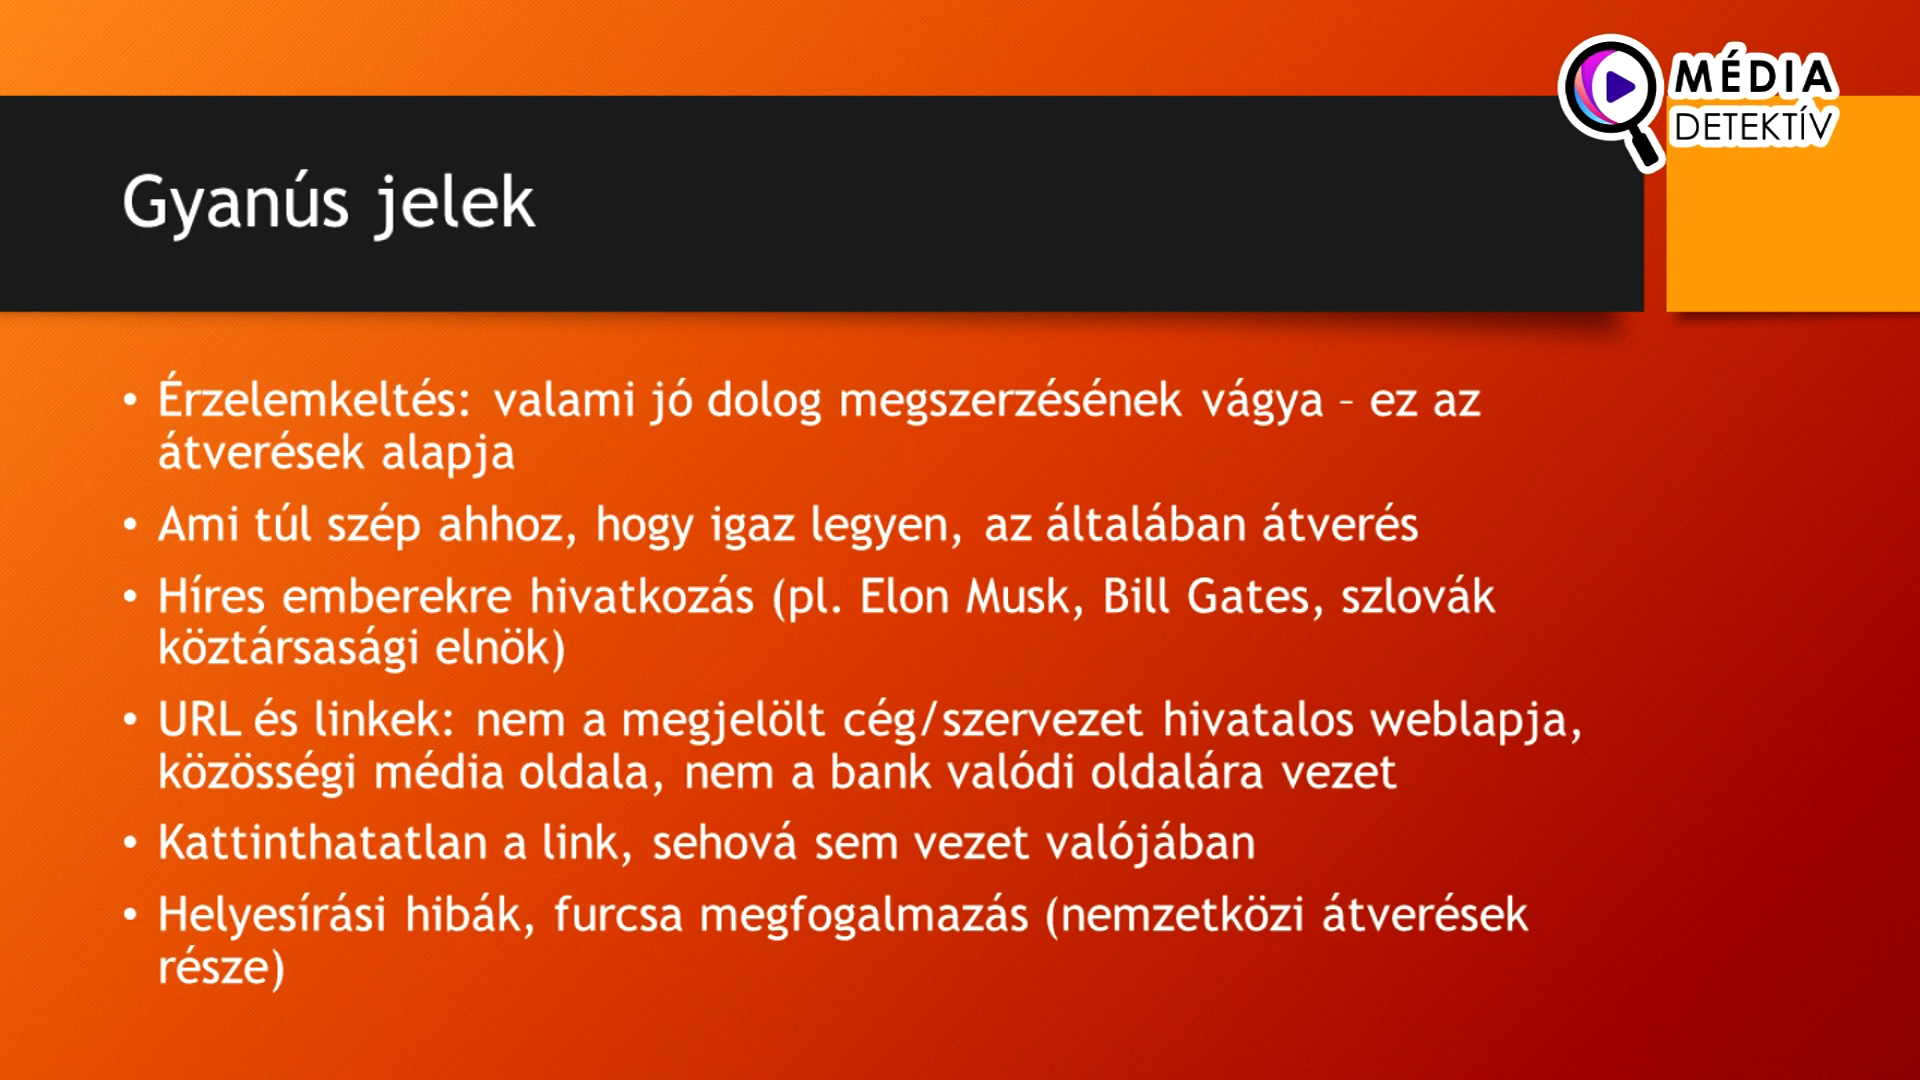 MÉDIA
DETEKTÍV
Gyanús jelek
• Érzelemkeltés: valami jó dolog megszerzésének vágya – ez az
átverések alapja
• Ami túl szép ahhoz, hogy igaz legyen, az általában átverés
• Híres emberekre hivatkozás (pl. Elon Musk, Bill Gates, szlovák
köztársasági elnök)
• URL és linkek: nem a megjelölt cég/szervezet hivatalos weblapja,
közösségi média oldala, nem a bank valódi oldalára vezet
• Kattinthatatlan a link, sehová sem vezet valójában
• Helyesírási hibák, furcsa megfogalmazás (nemzetközi átverések
része)